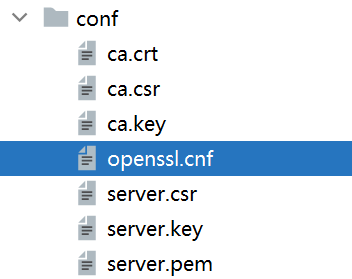 conf
ca.crt
ca.csr
ca.key
openssl.cnf
server.csr
server.key
server.pem